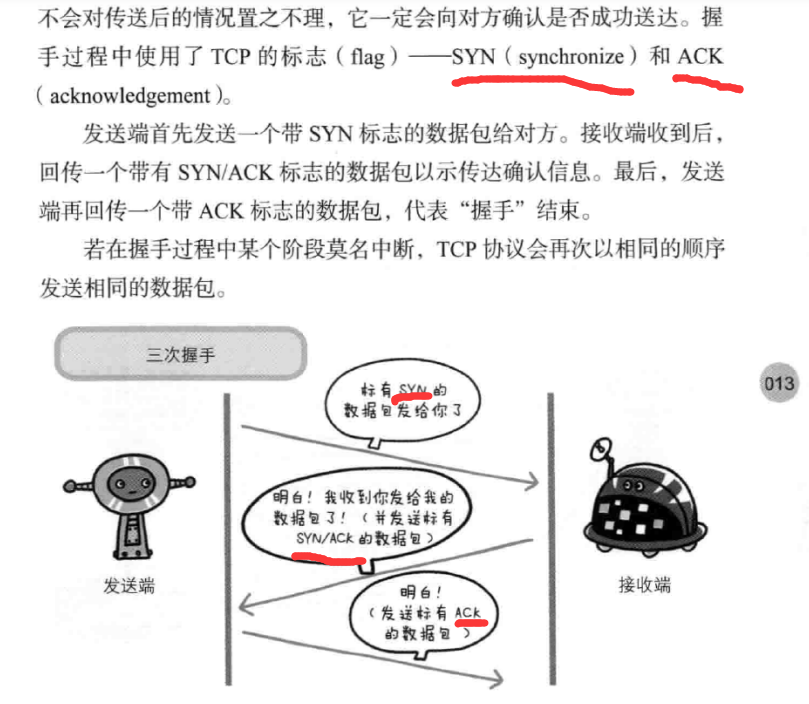 不会对传送后的情况置之不理，它一定会向对方确认是否成功送达。握
手过程中使用了 TCP 的标志（flag）——SYN（synchronize）和 ACK
（acknowledgement）。
发送端首先发送一个带 SYN 标志的数据包给对方。接收端收到后，
回传一个带有 SYN/ACK 标志的数据包以示传达确认信息。最后，发送
端再回传一个带 ACK 标志的数据包，代表“握手”结束。
若在握手过程中某个阶段莫名中断，TCP 协议会再次以相同的顺序
发送相同的数据包。
三次握手
013
标有SYN的
数据包发给你了
明白！我收到你发给我的
数据包了！（并发送标有
SYN/ACK的数据包）
发送端
接收端
明白！
（发送标有ACK
的数据包）